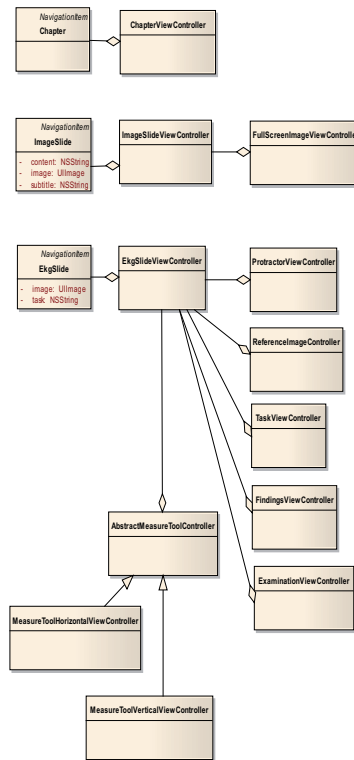 NavigationItem
Chapter
ChapterViewController
NavigationItem
ImageSlide
- content: NSString
- image: UIImage
- subtitle: NSString
ImageSlideViewController
FullScreenImageViewController
NavigationItem
EkgSlide
- image: UIImage
- task NSString
EkgSlideViewController
ProtractorViewController
ReferenceImageController
TaskViewController
FindingsViewController
AbstractMeasureToolController
ExaminationViewController
MeasureToolHorizontalViewController
MeasureToolVerticalViewController